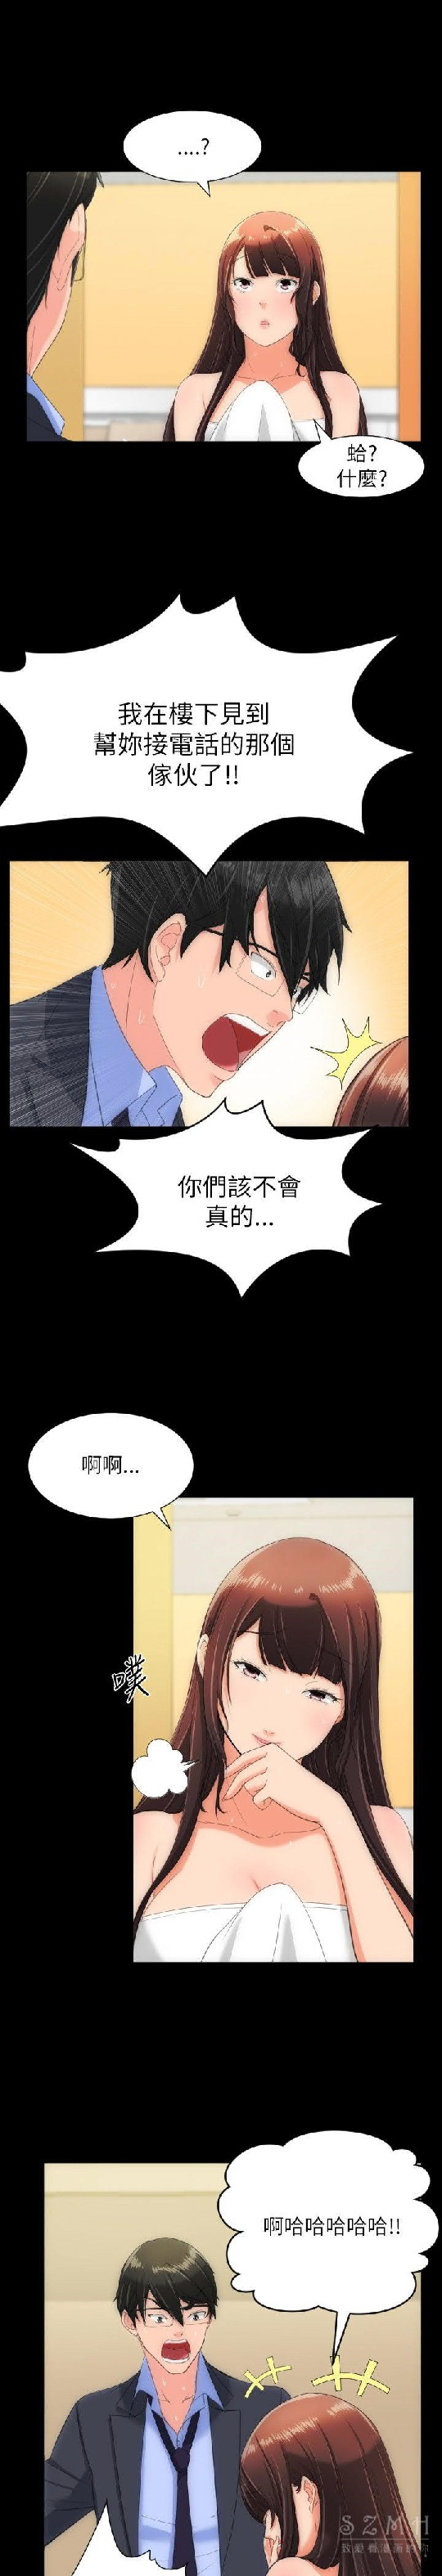 ....?
蛤?
什麼?
我在樓下見到
幫妳接電話的那個
傢伙了!!
你們該不會
真的...
啊啊...
噗
啊哈哈哈哈哈!!
SZMH